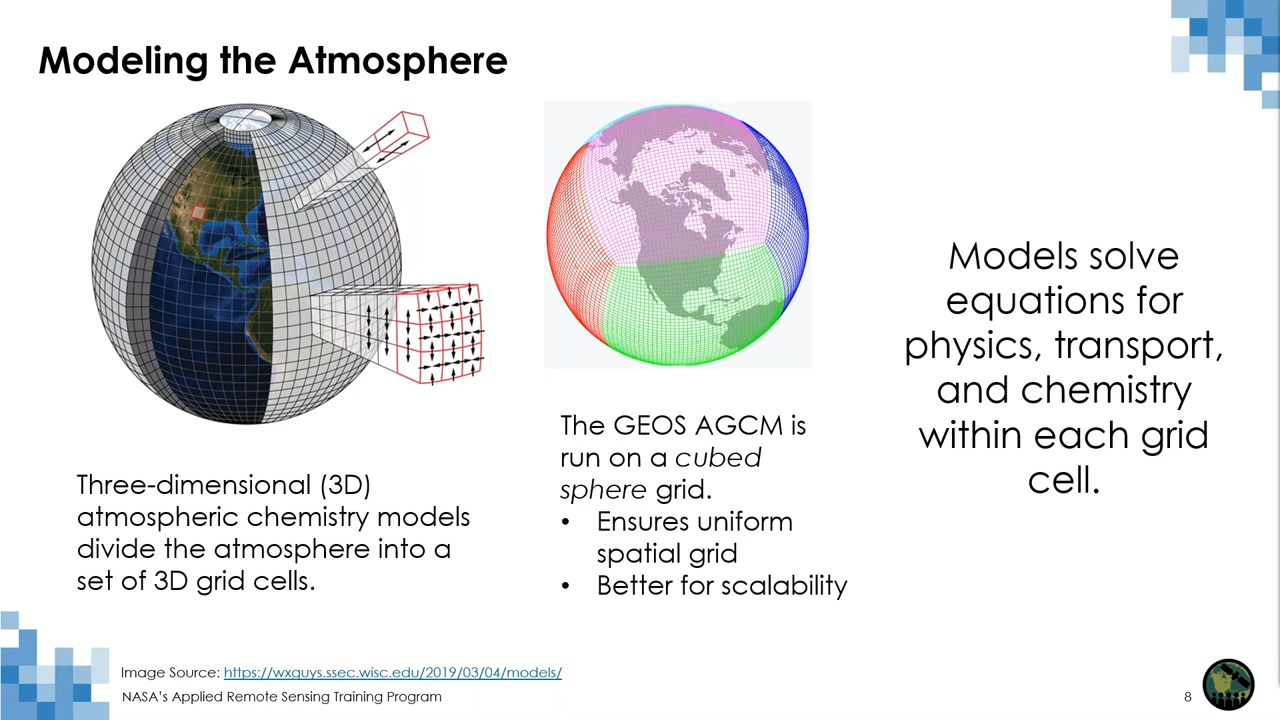 Modeling the Atmosphere
Three-dimensional (3D)
atmospheric chemistry models
divide the atmosphere into a
set of 3D grid cells.
The GEOS AGCM is
run on a cubed
sphere grid.
• Ensures uniform
spatial grid
• Better for scalability
Models solve
equations for
physics, transport,
and chemistry
within each grid
cell.
Image Source: https://wxguys.ssec.wisc.edu/2019/03/04/models/
NASA's Applied Remote Sensing Training Program
8